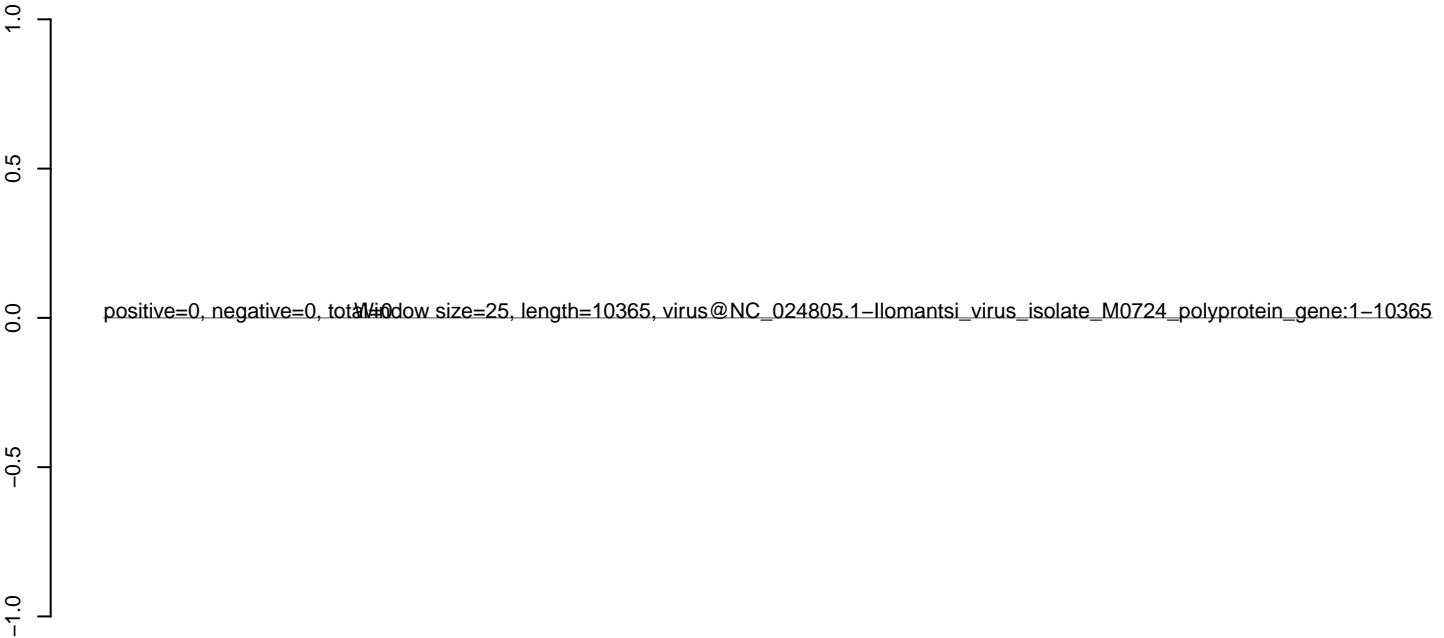 1.0
0.5
0.0
−0.5
−1.0
positive=0, negative=0, total=0
Window size=25, length=10365, virus@NC_024805.1−Ilomantsi_virus_isolate_M0724_polyprotein_gene:1−10365